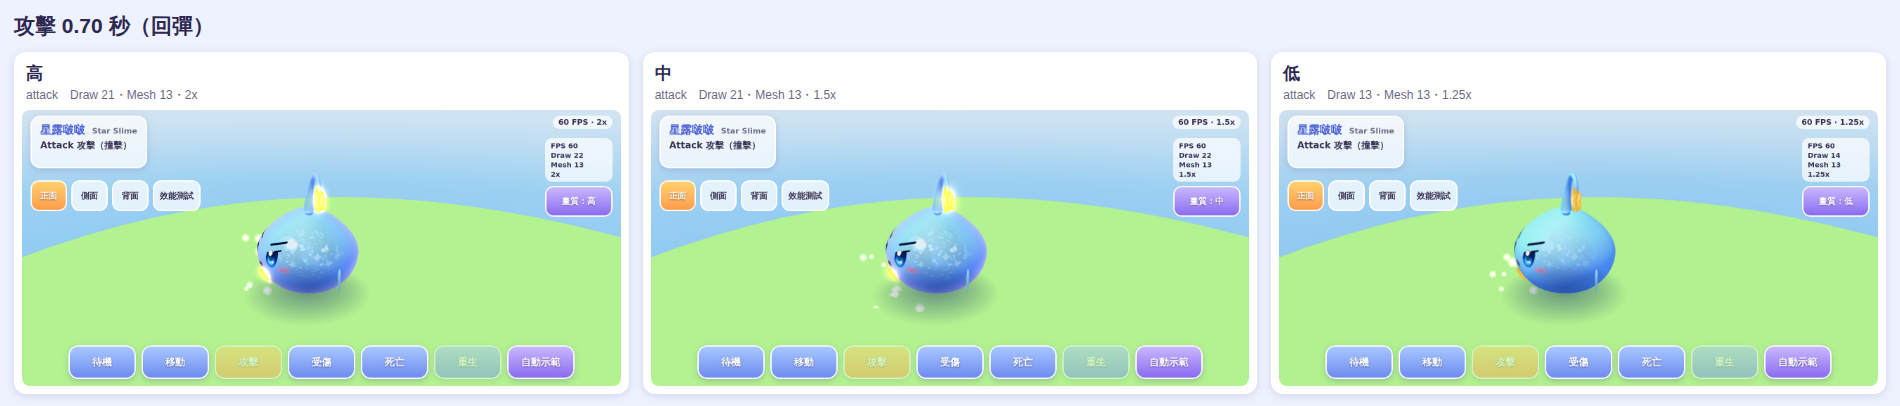 攻擊 0.70 秒（回彈）
高
attack Draw 21・Mesh 13・2x
星露啵啵 Star Slime
Attack 攻擊（撞擊）
60 FPS · 2x
FPS 60
Draw 22
Mesh 13
2x
正面 側面 背面 效能測試
畫質：高
待機 移動 攻擊 受傷 死亡 重生 自動示範
中
attack Draw 21・Mesh 13・1.5x
星露啵啵 Star Slime
Attack 攻擊（撞擊）
60 FPS · 1.5x
FPS 60
Draw 22
Mesh 13
1.5x
正面 側面 背面 效能測試
畫質：中
待機 移動 攻擊 受傷 死亡 重生 自動示範
低
attack Draw 13・Mesh 13・1.25x
星露啵啵 Star Slime
Attack 攻擊（撞擊）
60 FPS · 1.25x
FPS 60
Draw 14
Mesh 13
1.25x
正面 側面 背面 效能測試
畫質：低
待機 移動 攻擊 受傷 死亡 重生 自動示範